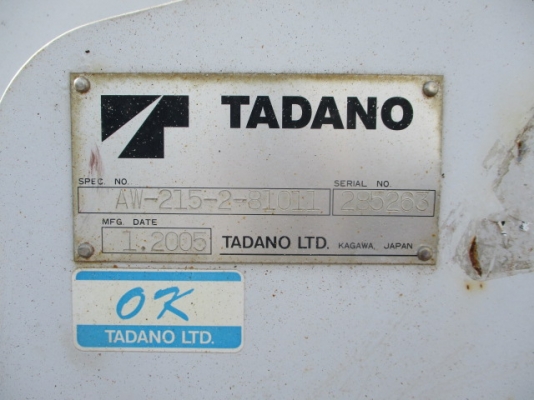 TADANO
SPEC. NO.
SERIAL NO
AW-215-2-81011
MFG. DATE
1.2005
TADANO LTD. KAGAWA, JAPAN
OK
TADANO LTD.